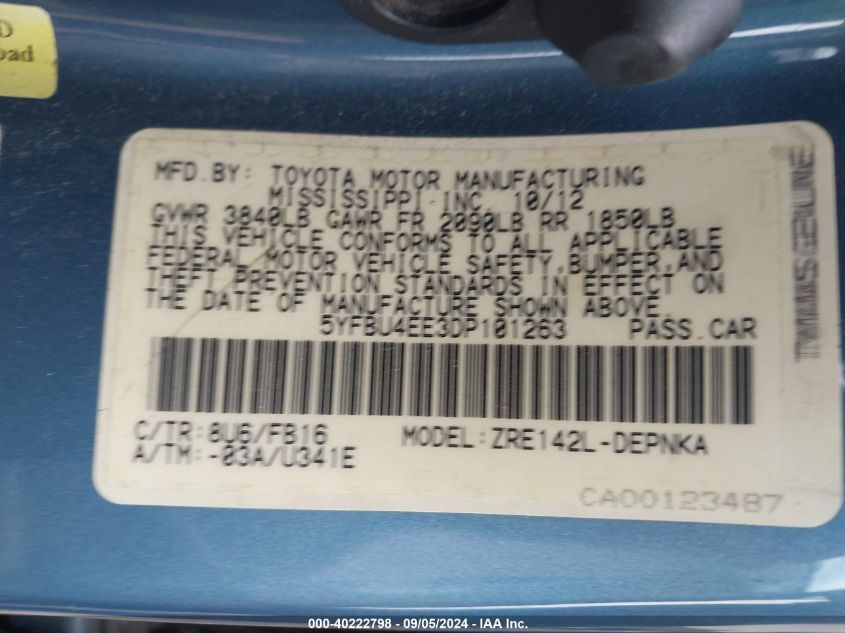 D
oad
MFD.BY: TOYOTA MOTOR MANUFACTURING
MISSISSIPPI INC. 10/12
GVWR 3840LB GAWR FR 2090LB RR 1850LB
THIS VEHICLE CONFORMS TO ALL APPLICABLE
FEDERAL MOTOR VEHICLE SAFETY,BUMPER,AND
THEFT PREVENTION STANDARDS IN EFFECT ON
THE DATE OF MANUFACTURE SHOWN ABOVE.
5YFBU4EE3DP101263 PASS.CAR
C/TR:8U6/FB16 MODEL:ZRE142L-DEPNKA
A/TM:-03A/U341E
CA00123487
000-40222798 - 09/05/2024 - IAA Inc.